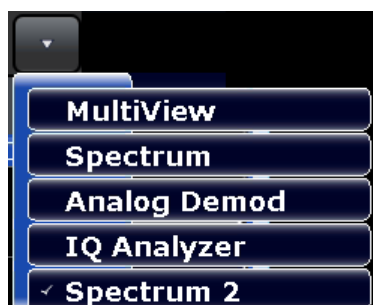 MultiView
Spectrum
Analog Demod
IQ Analyzer
Spectrum 2